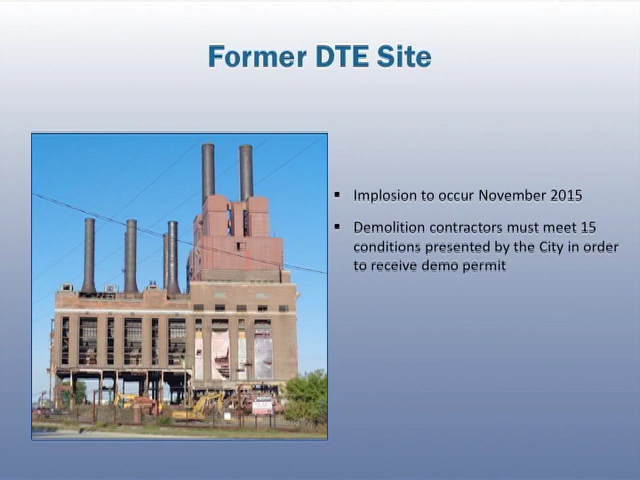 Former DTE Site
▪ Implosion to occur November 2015
▪ Demolition contractors must meet 15
conditions presented by the City in order
to receive demo permit